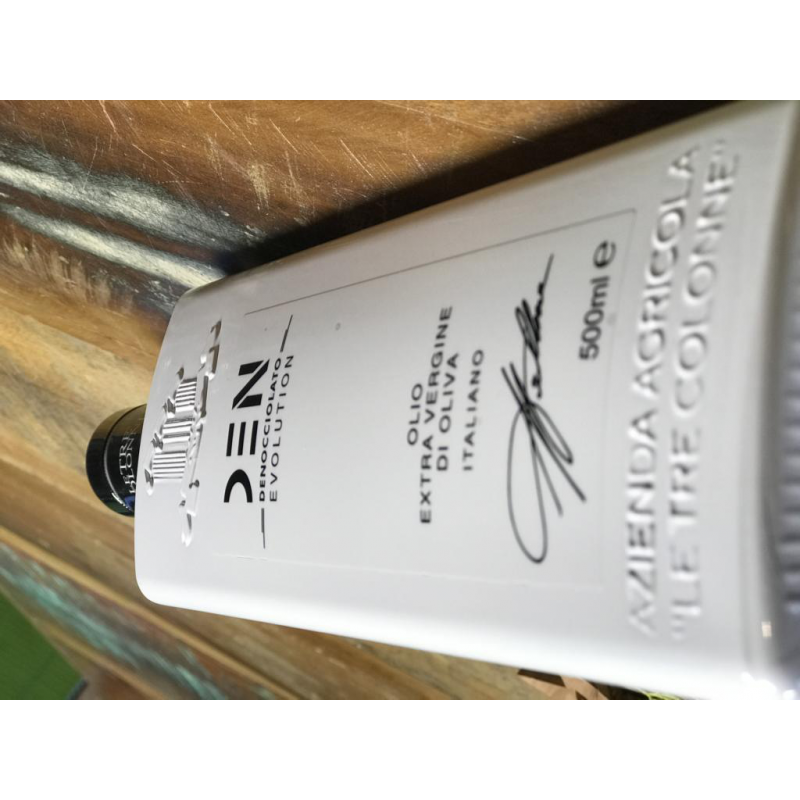 DEN
DENOCCIOLATO
EVOLUTION
OLIO
EXTRA VERGINE
DI OLIVA
ITALIANO
500ml e
AZIENDA AGRICOLA
"LE TRE COLONNE"